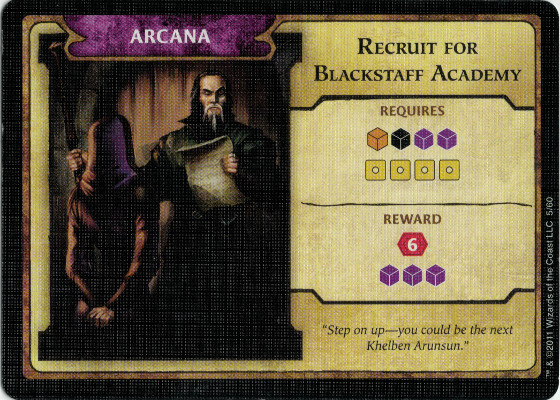 ARCANA
RECRUIT FOR
BLACKSTAFF ACADEMY
REQUIRES
REWARD
6
“Step on up—you could be the next
Khelben Arunsun.”
™ & ©2011 Wizards of the Coast LLC 5/60